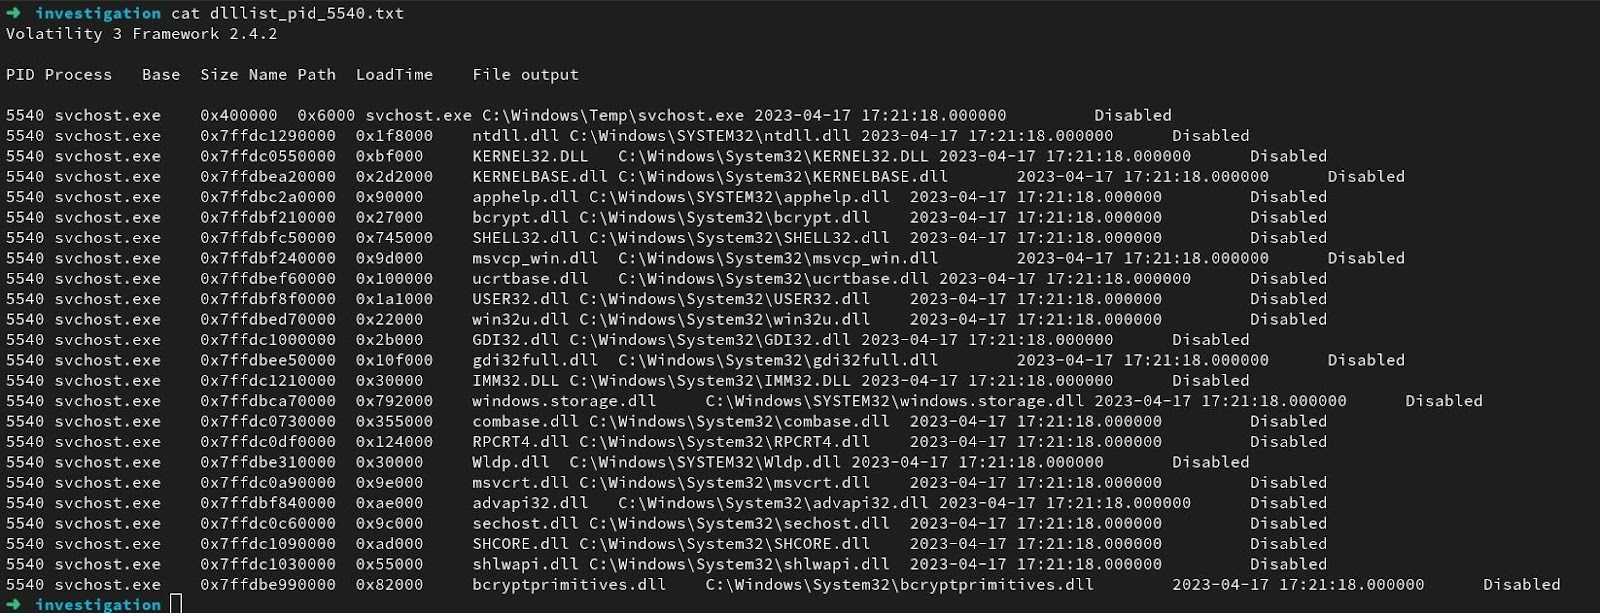 ➜ investigation cat dlllist_pid_5540.txt
Volatility 3 Framework 2.4.2
PID Process Base Size Name Path LoadTime File output
5540 svchost.exe 0x400000 0x6000 svchost.exe C:\Windows\Temp\svchost.exe 2023-04-17 17:21:18.000000 Disabled
5540 svchost.exe 0x7ffdc1290000 0x1f8000 ntdll.dll C:\Windows\SYSTEM32\ntdll.dll 2023-04-17 17:21:18.000000 Disabled
5540 svchost.exe 0x7ffdc0550000 0xbf000 KERNEL32.DLL C:\Windows\System32\KERNEL32.DLL 2023-04-17 17:21:18.000000 Disabled
5540 svchost.exe 0x7ffdbea20000 0x2d2000 KERNELBASE.dll C:\Windows\System32\KERNELBASE.dll 2023-04-17 17:21:18.000000 Disabled
5540 svchost.exe 0x7ffdbc2a0000 0x90000 apphelp.dll C:\Windows\SYSTEM32\apphelp.dll 2023-04-17 17:21:18.000000 Disabled
5540 svchost.exe 0x7ffdbf210000 0x27000 bcrypt.dll C:\Windows\System32\bcrypt.dll 2023-04-17 17:21:18.000000 Disabled
5540 svchost.exe 0x7ffdbfc50000 0x745000 SHELL32.dll C:\Windows\System32\SHELL32.dll 2023-04-17 17:21:18.000000 Disabled
5540 svchost.exe 0x7ffdbf240000 0x9d000 msvcp_win.dll C:\Windows\System32\msvcp_win.dll 2023-04-17 17:21:18.000000 Disabled
5540 svchost.exe 0x7ffdbef60000 0x100000 ucrtbase.dll C:\Windows\System32\ucrtbase.dll 2023-04-17 17:21:18.000000 Disabled
5540 svchost.exe 0x7ffdbf8f0000 0x1a1000 USER32.dll C:\Windows\System32\USER32.dll 2023-04-17 17:21:18.000000 Disabled
5540 svchost.exe 0x7ffdbed70000 0x22000 win32u.dll C:\Windows\System32\win32u.dll 2023-04-17 17:21:18.000000 Disabled
5540 svchost.exe 0x7ffdc1000000 0x2b000 GDI32.dll C:\Windows\System32\GDI32.dll 2023-04-17 17:21:18.000000 Disabled
5540 svchost.exe 0x7ffdbee50000 0x10f000 gdi32full.dll C:\Windows\System32\gdi32full.dll 2023-04-17 17:21:18.000000 Disabled
5540 svchost.exe 0x7ffdc1210000 0x30000 IMM32.DLL C:\Windows\System32\IMM32.DLL 2023-04-17 17:21:18.000000 Disabled
5540 svchost.exe 0x7ffdbca70000 0x792000 windows.storage.dll C:\Windows\SYSTEM32\windows.storage.dll 2023-04-17 17:21:18.000000 Disabled
5540 svchost.exe 0x7ffdc0730000 0x355000 combase.dll C:\Windows\System32\combase.dll 2023-04-17 17:21:18.000000 Disabled
5540 svchost.exe 0x7ffdc0df0000 0x124000 RPCRT4.dll C:\Windows\System32\RPCRT4.dll 2023-04-17 17:21:18.000000 Disabled
5540 svchost.exe 0x7ffdbe310000 0x30000 Wldp.dll C:\Windows\SYSTEM32\Wldp.dll 2023-04-17 17:21:18.000000 Disabled
5540 svchost.exe 0x7ffdc0a90000 0x9e000 msvcrt.dll C:\Windows\System32\msvcrt.dll 2023-04-17 17:21:18.000000 Disabled
5540 svchost.exe 0x7ffdbf840000 0xae000 advapi32.dll C:\Windows\System32\advapi32.dll 2023-04-17 17:21:18.000000 Disabled
5540 svchost.exe 0x7ffdc0c60000 0x9c000 sechost.dll C:\Windows\System32\sechost.dll 2023-04-17 17:21:18.000000 Disabled
5540 svchost.exe 0x7ffdc1090000 0xad000 SHCORE.dll C:\Windows\System32\SHCORE.dll 2023-04-17 17:21:18.000000 Disabled
5540 svchost.exe 0x7ffdc1030000 0x55000 shlwapi.dll C:\Windows\System32\shlwapi.dll 2023-04-17 17:21:18.000000 Disabled
5540 svchost.exe 0x7ffdbe990000 0x82000 bcryptprimitives.dll C:\Windows\System32\bcryptprimitives.dll 2023-04-17 17:21:18.000000 Disabled
➜ investigation